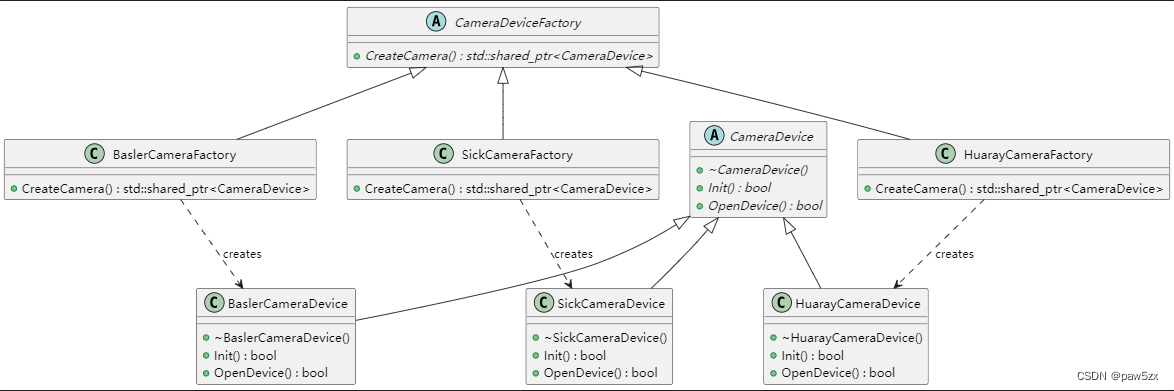 A CameraDeviceFactory
CreateCamera() : std::shared_ptr<CameraDevice>
C BaslerCameraFactory
CreateCamera() : std::shared_ptr<CameraDevice>
C SickCameraFactory
CreateCamera() : std::shared_ptr<CameraDevice>
A CameraDevice
~CameraDevice()
Init() : bool
OpenDevice() : bool
C HuarayCameraFactory
CreateCamera() : std::shared_ptr<CameraDevice>
creates
creates
creates
C BaslerCameraDevice
~BaslerCameraDevice()
Init() : bool
OpenDevice() : bool
C SickCameraDevice
~SickCameraDevice()
Init() : bool
OpenDevice() : bool
C HuarayCameraDevice
~HuarayCameraDevice()
Init() : bool
OpenDevice() : bool
CSDN @paw5zx